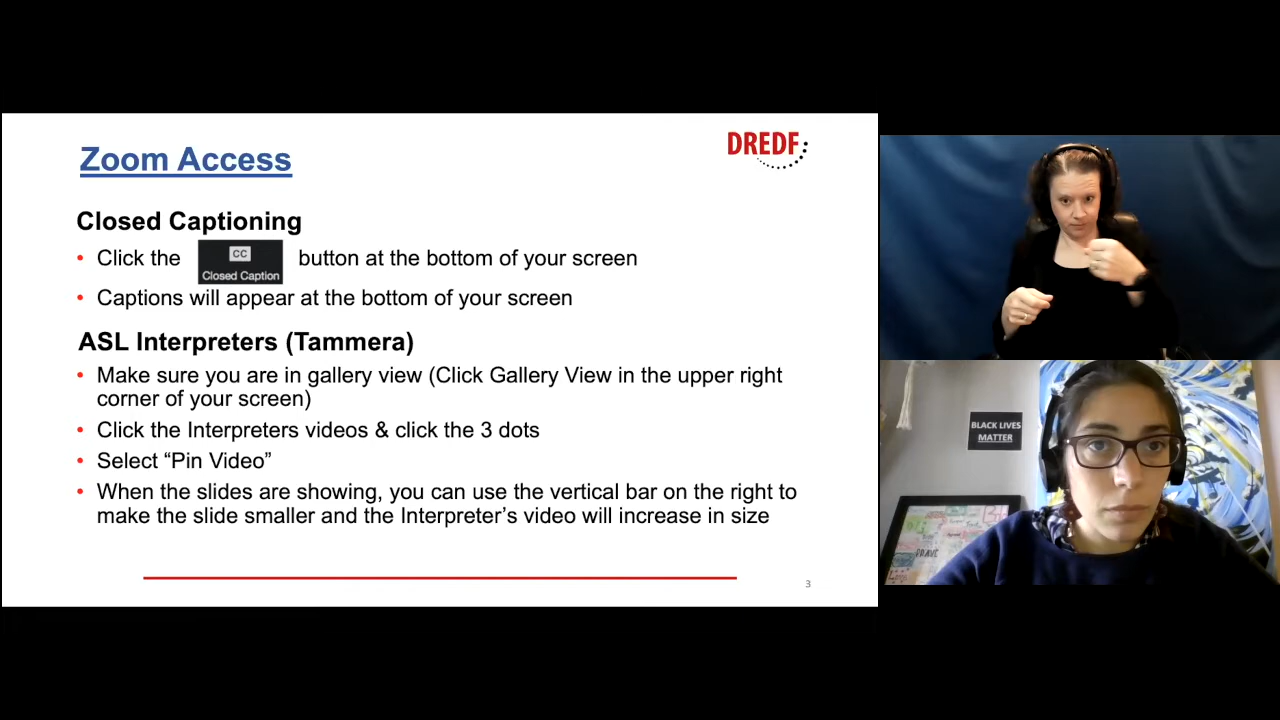 Zoom Access
DREDF
Closed Captioning
• Click the CC Closed Caption button at the bottom of your screen
• Captions will appear at the bottom of your screen
ASL Interpreters (Tammera)
• Make sure you are in gallery view (Click Gallery View in the upper right
corner of your screen)
• Click the Interpreters videos & click the 3 dots
• Select “Pin Video”
• When the slides are showing, you can use the vertical bar on the right to
make the slide smaller and the Interpreter’s video will increase in size
3
BLACK LIVES
MATTER
BRAVE